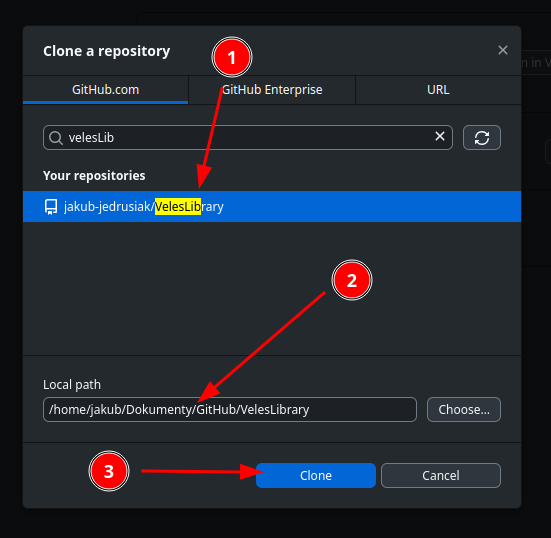 Clone a repository
1
GitHub.com
GitHub Enterprise
URL
velesLib
Your repositories
jakub-jedrusiak/VelesLibrary
2
Local path
/home/jakub/Dokumenty/GitHub/VelesLibrary
Choose...
3
Clone
Cancel